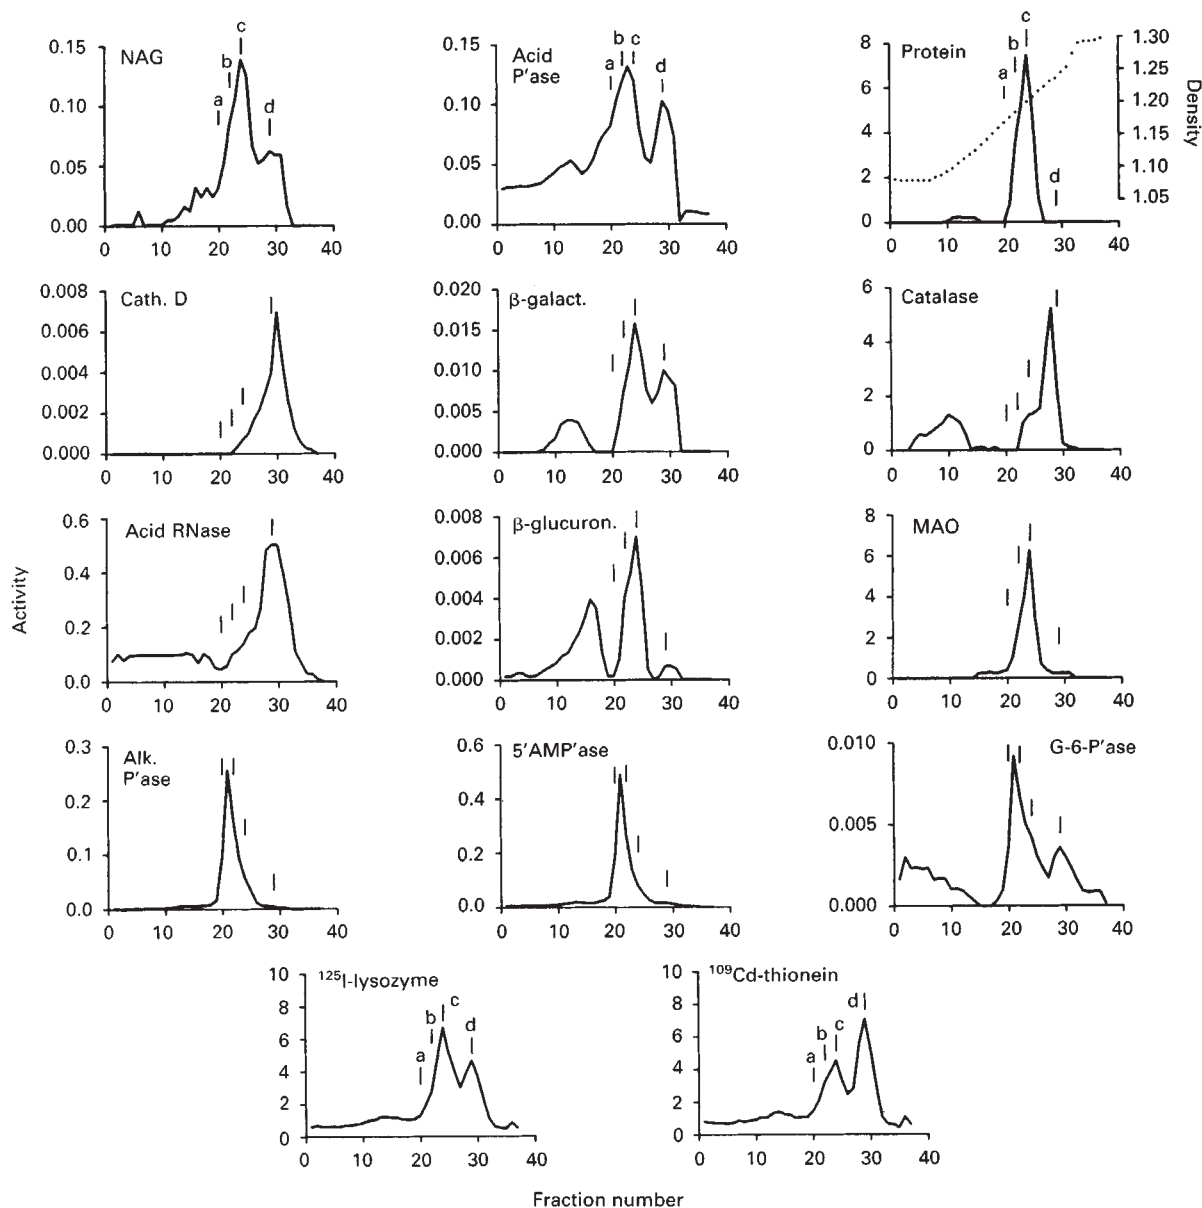 NAG
a
b
c
d
0.15
0.10
0.05
0.00
0 10 20 30 40
Acid
P'ase
a
b
c
d
0.15
0.10
0.05
0.00
0 10 20 30 40
Protein
a
b
c
d
8
6
4
2
0
0 10 20 30 40
1.30
1.25
1.20
1.15
1.10
1.05
Density
Cath. D
0.008
0.006
0.004
0.002
0.000
0 10 20 30 40
β-galact.
0.020
0.015
0.010
0.005
0.000
0 10 20 30 40
Catalase
6
4
2
0
0 10 20 30 40
Activity
Acid RNase
0.6
0.4
0.2
0.0
0 10 20 30 40
β-glucuron.
0.008
0.006
0.004
0.002
0.000
0 10 20 30 40
MAO
8
6
4
2
0
0 10 20 30 40
Alk.
P'ase
0.3
0.2
0.1
0.0
0 10 20 30 40
5'AMP'ase
0.6
0.4
0.2
0.0
0 10 20 30 40
G-6-P'ase
0.010
0.005
0.000
0 10 20 30 40
¹²⁵I-lysozyme
a
b
c
d
10
8
6
4
2
0
0 10 20 30 40
¹⁰⁹Cd-thionein
a
b
c
d
10
8
6
4
2
0
0 10 20 30 40
Fraction number